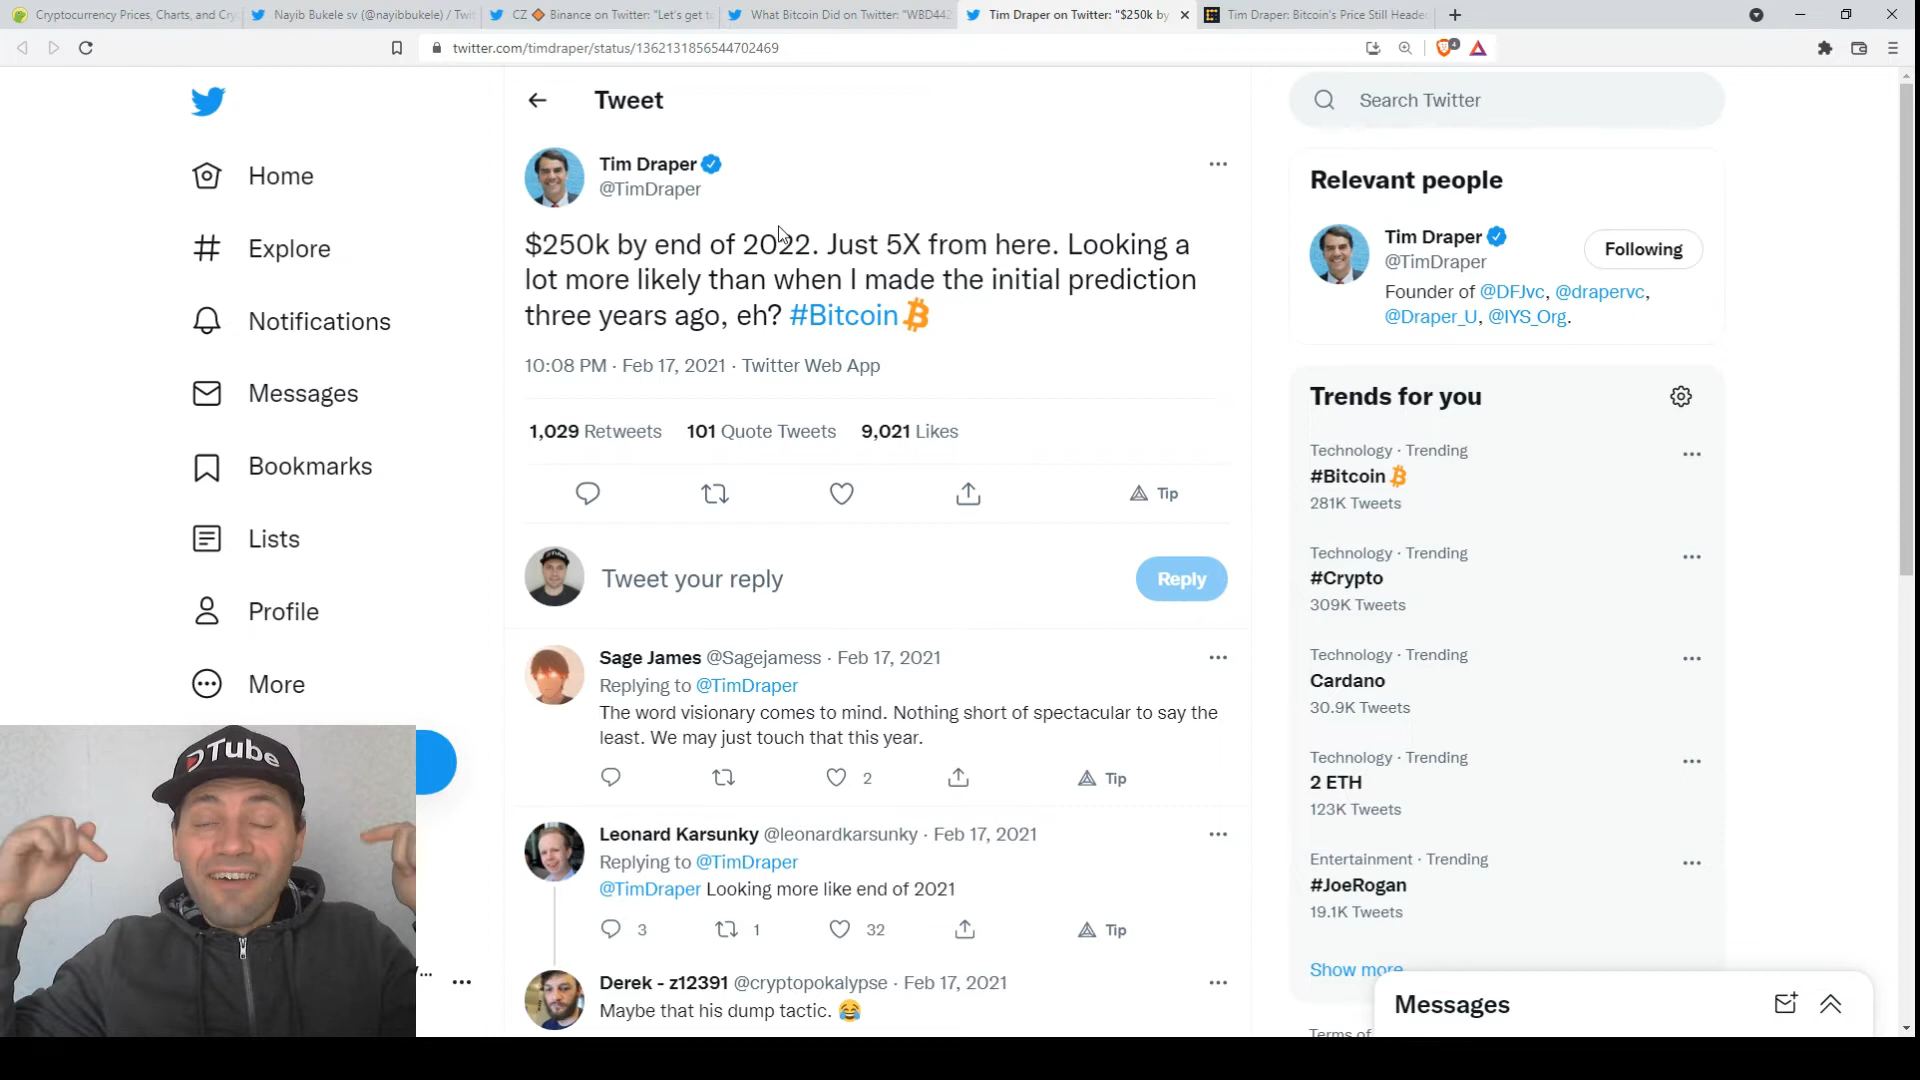 Cryptocurrency Prices, Charts, and Cry
Nayib Bukele sv (@nayibbukele) / Twit
CZ 🔶 Binance on Twitter: "Let's get t
What Bitcoin Did on Twitter: "WBD442
Tim Draper on Twitter: "$250k by
Tim Draper: Bitcoin's Price Still Heade
twitter.com/timdraper/status/1362131856544702469
4
Home
Explore
Notifications
Messages
Bookmarks
Lists
Profile
More
Tweet
Tim Draper
@TimDraper
$250k by end of 2022. Just 5X from here. Looking a
lot more likely than when I made the initial prediction
three years ago, eh? #Bitcoin
10:08 PM · Feb 17, 2021 · Twitter Web App
1,029 Retweets 101 Quote Tweets 9,021 Likes
Tip
Tweet your reply
Reply
Sage James @Sagejamess · Feb 17, 2021
Replying to @TimDraper
The word visionary comes to mind. Nothing short of spectacular to say the
least. We may just touch that this year.
2 Tip
Leonard Karsunky @leonardkarsunky · Feb 17, 2021
Replying to @TimDraper
@TimDraper Looking more like end of 2021
3 1 32 Tip
Derek - z12391 @cryptopokalypse · Feb 17, 2021
Maybe that his dump tactic. 😂
Search Twitter
Relevant people
Tim Draper
@TimDraper
Following
Founder of @DFJvc, @drapervc,
@Draper_U, @IYS_Org.
Trends for you
Technology · Trending
#Bitcoin
281K Tweets
Technology · Trending
#Crypto
309K Tweets
Technology · Trending
Cardano
30.9K Tweets
Technology · Trending
2 ETH
123K Tweets
Entertainment · Trending
#JoeRogan
19.1K Tweets
Show more
Messages
Terms of
DTube